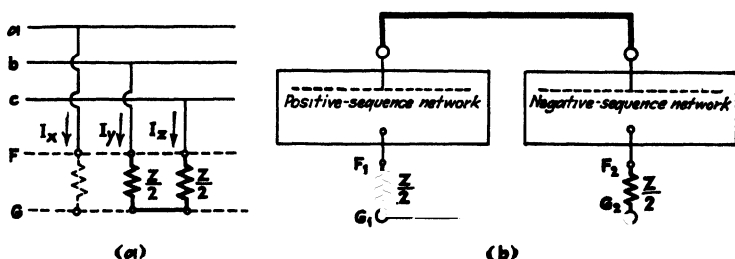 a
b
c
Ix Iy Iz
F
Z/2 Z/2
G
(a)
Positive-sequence network
F1
Z/2
G1
Negative-sequence network
F2
Z/2
G2
(b)